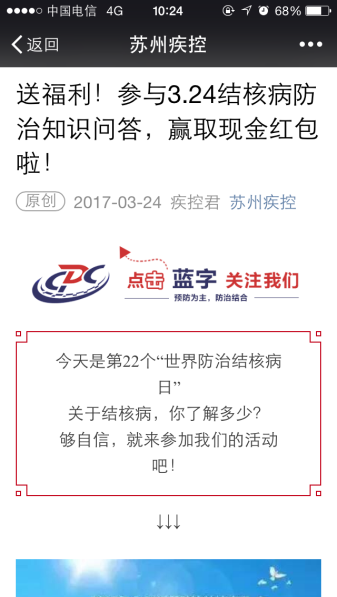 中国电信 4G 10:24 68%
返回 苏州疾控
送福利！参与3.24结核病防
治知识问答，赢取现金红包
啦！
原创 2017-03-24 疾控君 苏州疾控
CDC 点击 蓝字 关注我们
预防为主，防治结合
今天是第22个“世界防治结核病
日”
关于结核病，你了解多少？
够自信，就来参加我们的活动
吧！
↓↓↓